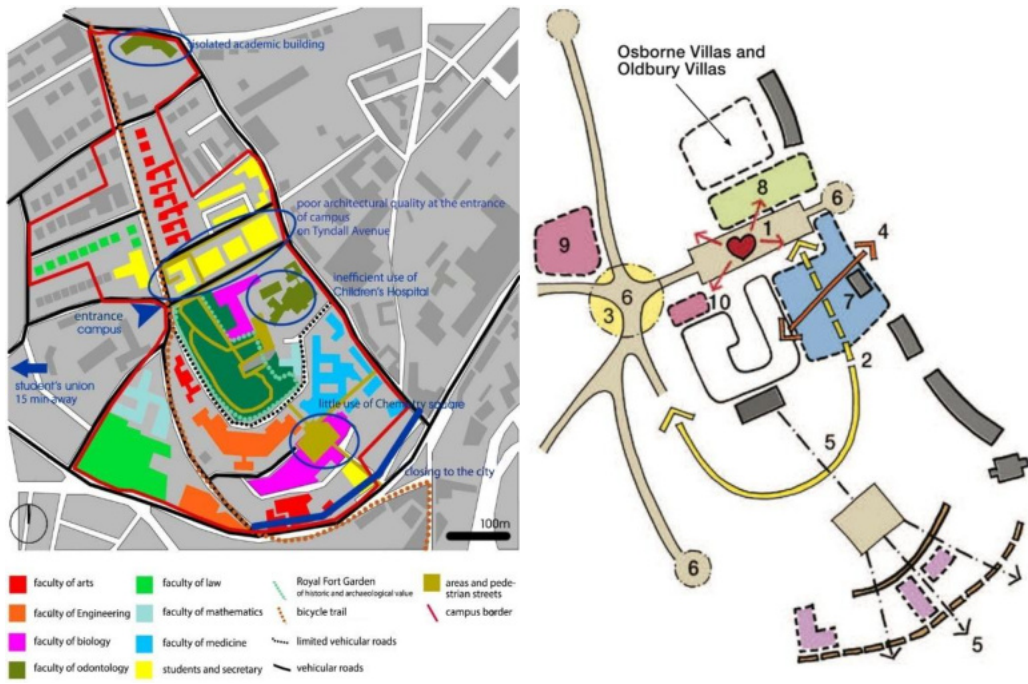 isolated academic building
poor architectural quality at the entrance
of campus
on Tyndall Avenue
inefficient use of
Children's Hospital
entrance
campus
student's union
15 min away
little use of Chemistry square
closing to the city
100m
faculty of arts
faculty of Engineering
faculty of biology
faculty of odontology
faculty of law
faculty of mathematics
faculty of medicine
students and secretary
Royal Fort Garden
of historic and archaeological value
bicycle trail
limited vehicular roads
vehicular roads
areas and pede-
strian streets
campus border
Osborne Villas and
Oldbury Villas
8
6
1
4
9
6
3
10
7
2
5
6
5